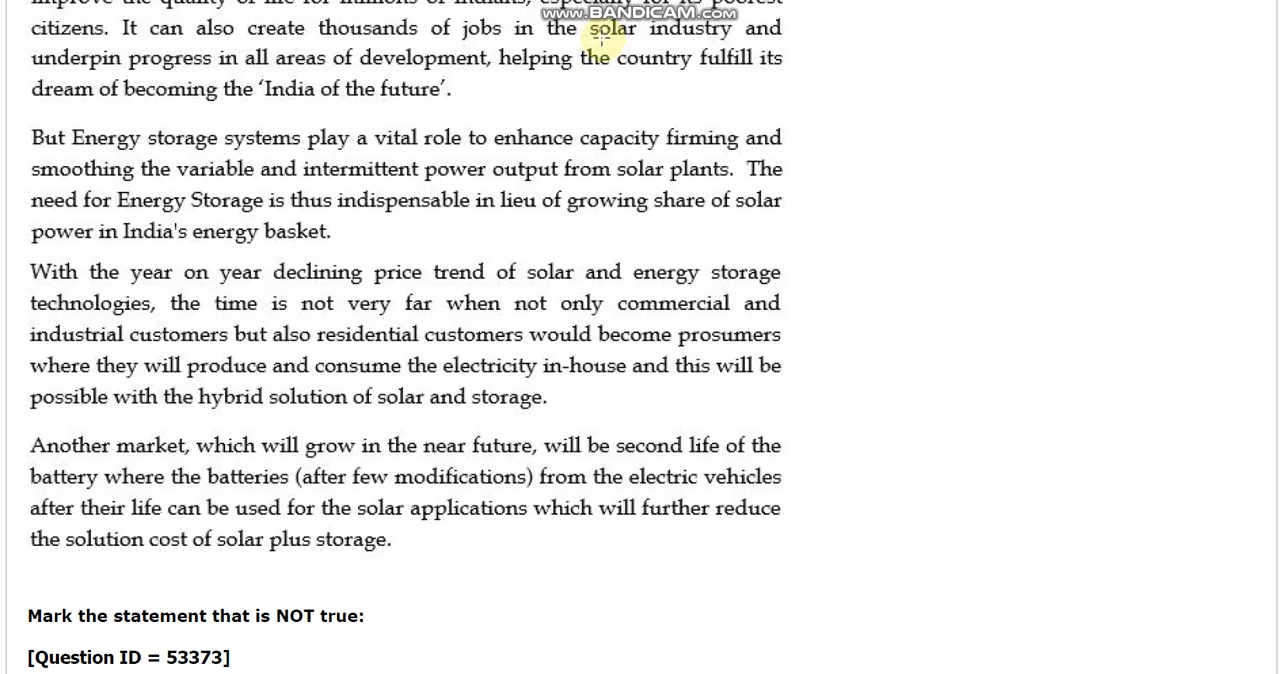 improve the quality of life for millions of Indians, especially for its poorest
www.BANDICAM.com
citizens. It can also create thousands of jobs in the solar industry and
underpin progress in all areas of development, helping the country fulfill its
dream of becoming the ‘India of the future’.
But Energy storage systems play a vital role to enhance capacity firming and
smoothing the variable and intermittent power output from solar plants. The
need for Energy Storage is thus indispensable in lieu of growing share of solar
power in India's energy basket.
With the year on year declining price trend of solar and energy storage
technologies, the time is not very far when not only commercial and
industrial customers but also residential customers would become prosumers
where they will produce and consume the electricity in-house and this will be
possible with the hybrid solution of solar and storage.
Another market, which will grow in the near future, will be second life of the
battery where the batteries (after few modifications) from the electric vehicles
after their life can be used for the solar applications which will further reduce
the solution cost of solar plus storage.
Mark the statement that is NOT true:
[Question ID = 53373]